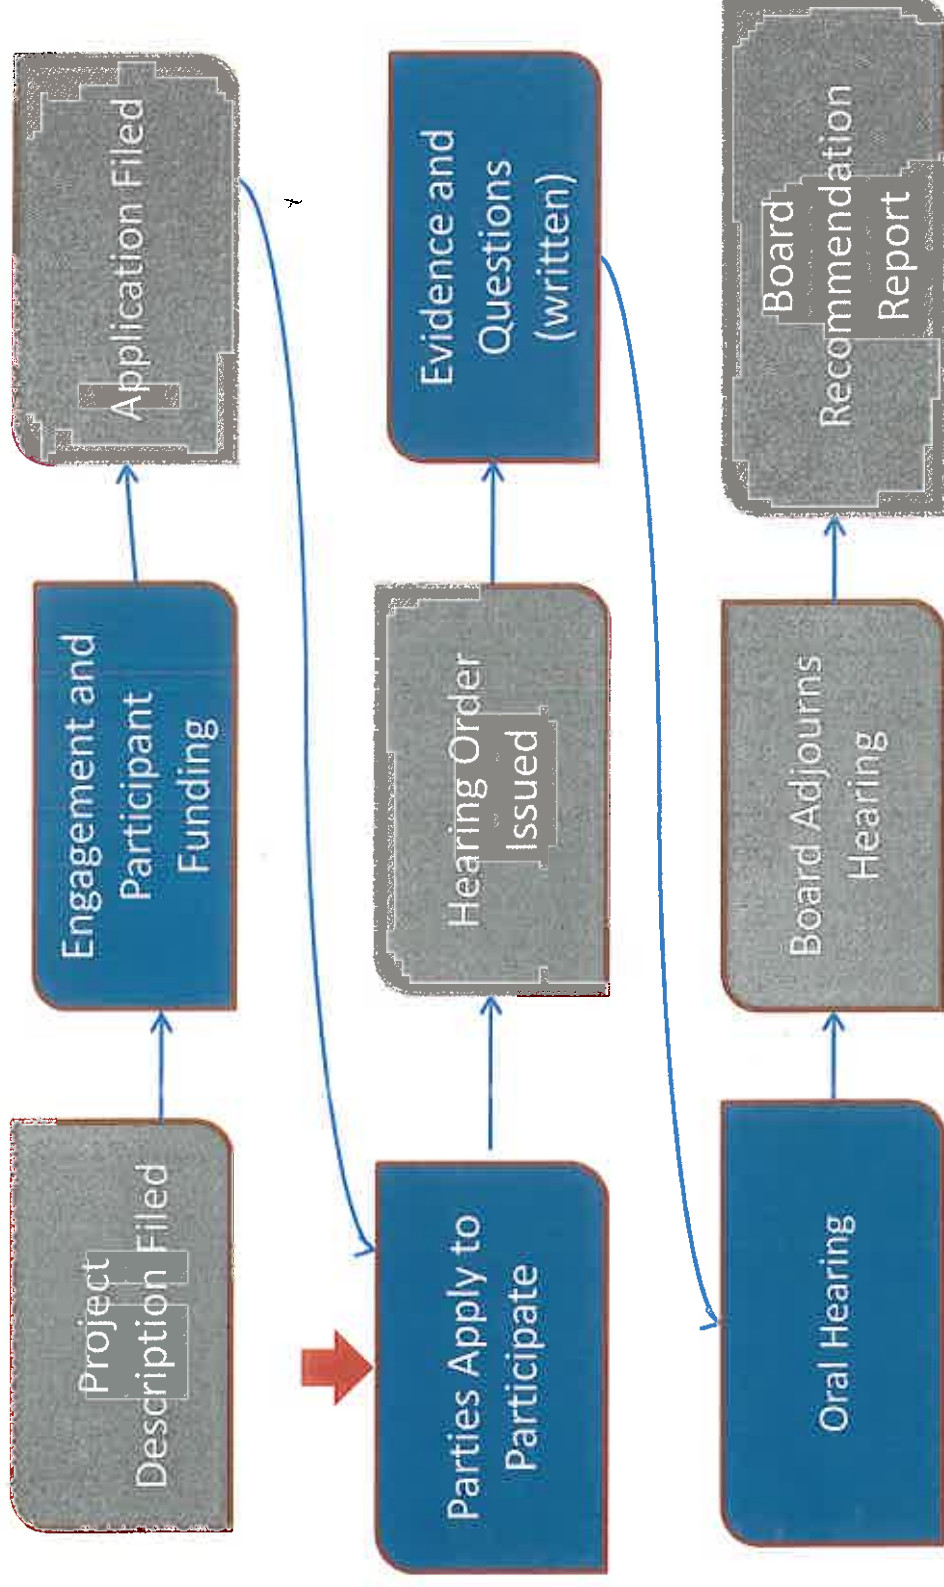 Project
Description Filed
Engagement and
Participant
Funding
Application Filed
Parties Apply to
Participate
Hearing Order
Issued
Evidence and
Questions
(written)
Oral Hearing
Board Adjourns
Hearing
Board
Recommendation
Report